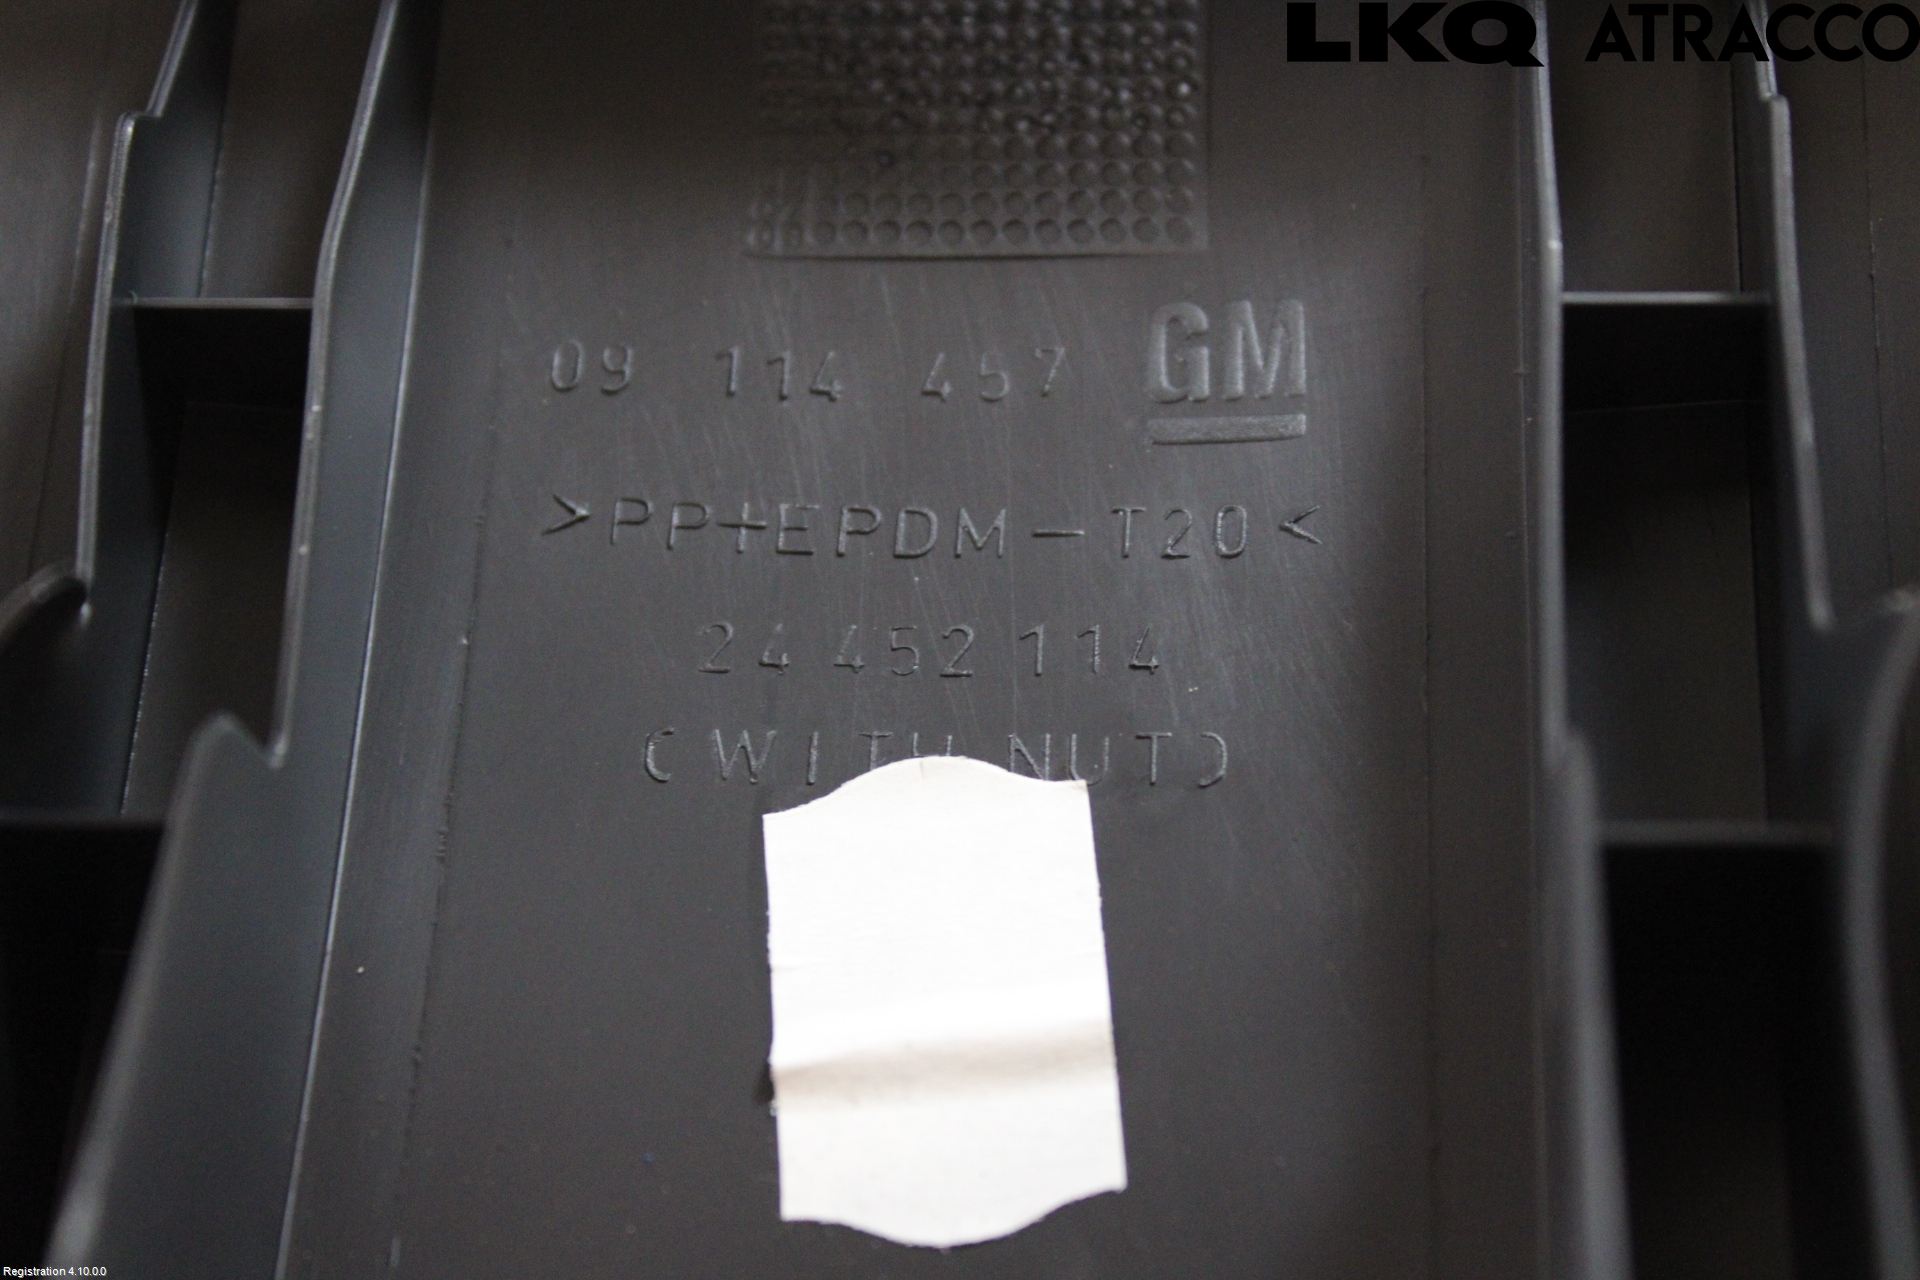 LKQ ATRACCO
09 114 457 GM
>PP+EPDM-T20<
24 452 114
(WITH NUT)
Registration 4.10.0.0